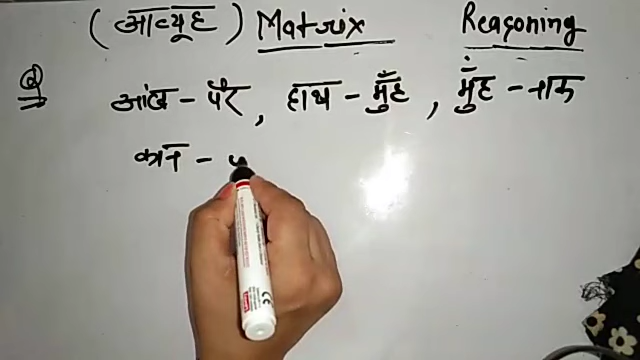 (आव्यूह) Matrix Reasoning
Q आंख - पैर, हाथ - मुँह, मुँह - नाक
कान -